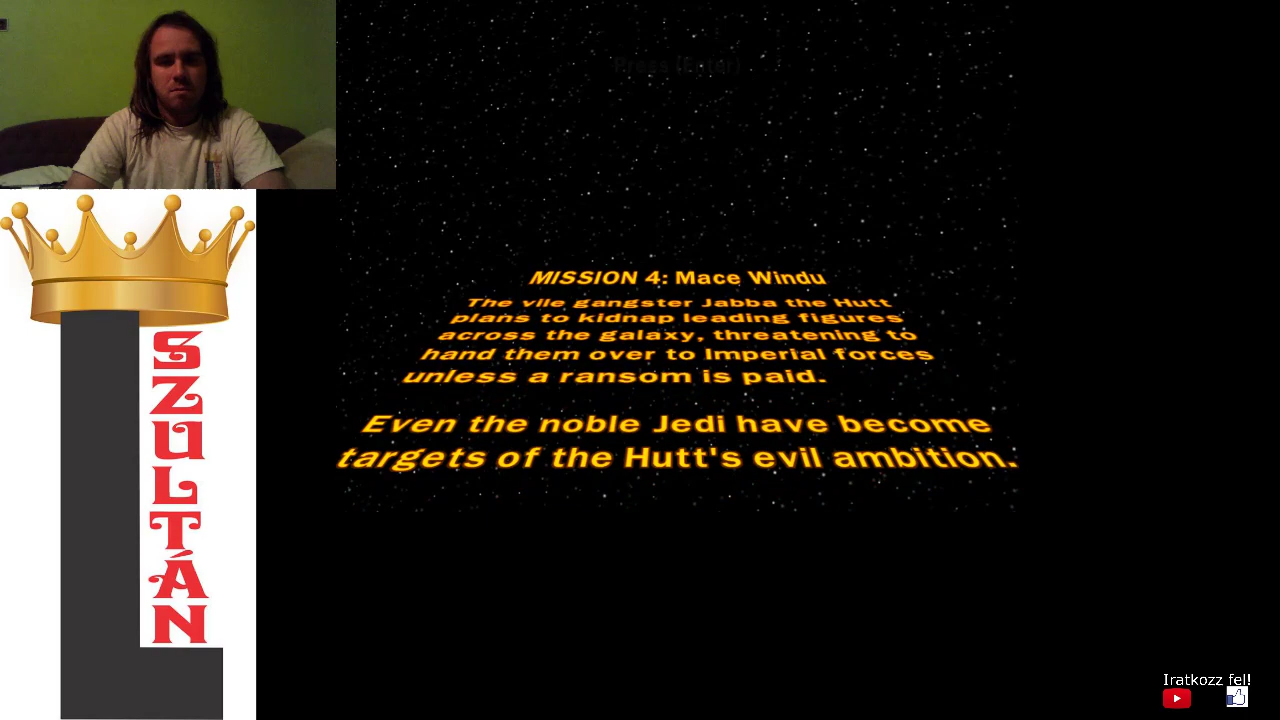 Press (Enter)
MISSION 4: Mace Windu
The vile gangster Jabba the Hutt
plans to kidnap leading figures
across the galaxy, threatening to
hand them over to Imperial forces
unless a ransom is paid.
Even the noble Jedi have become
targets of the Hutt's evil ambition.
L
SZULTÁN
Iratkozz fel!